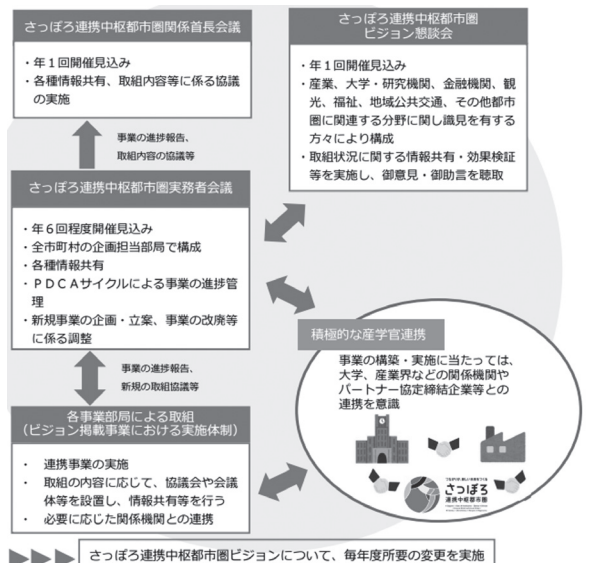 さっぽろ連携中枢都市圏関係首長会議
・年１回開催見込み
・各種情報共有、取組内容等に係る協議
の実施
事業の進捗報告、
取組内容の協議等
さっぽろ連携中枢都市圏実務者会議
・年６回程度開催見込み
・全市町村の企画担当部局で構成
・各種情報共有
・ＰＤＣＡサイクルによる事業の進捗管
理
・新規事業の企画・立案、事業の改廃等
に係る調整
事業の進捗報告、
新規の取組協議等
各事業部局による取組
（ビジョン掲載事業における実施体制）
・ 連携事業の実施
・ 取組の内容に応じて、協議会や会議
体等を設置し、情報共有等を行う
・ 必要に応じた関係機関との連携
さっぽろ連携中枢都市圏
ビジョン懇談会
・年１回開催見込み
・産業、大学・研究機関、金融機関、観
光、福祉、地域公共交通、その他都市
圏に関連する分野に関し識見を有する
方々により構成
・取組状況に関する情報共有・効果検証
等を実施し、御意見・御助言を聴取
積極的な産学官連携
事業の構築・実施に当たっては、
大学、産業界などの関係機関や
パートナー協定締結企業等との
連携を意識
さっぽろ
連携中枢都市圏
さっぽろ連携中枢都市圏ビジョンについて、毎年度所要の変更を実施